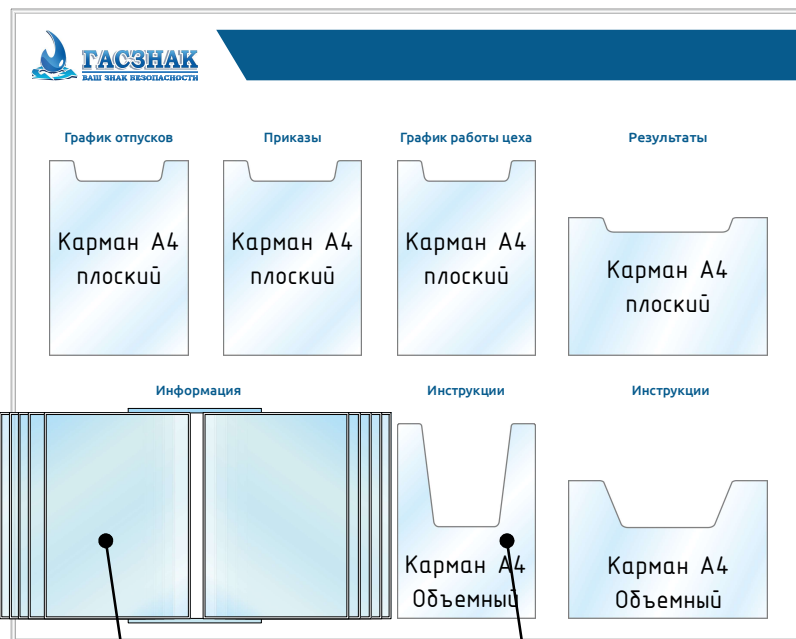 ГАСЗНАК
ВАШ ЗНАК БЕЗОПАСНОСТИ
График отпусков
Приказы
График работы цеха
Результаты
Карман А4
плоский
Карман А4
плоский
Карман А4
плоский
Карман А4
плоский
Информация
Инструкции
Инструкции
Карман А4
Объемный
Карман А4
Объемный